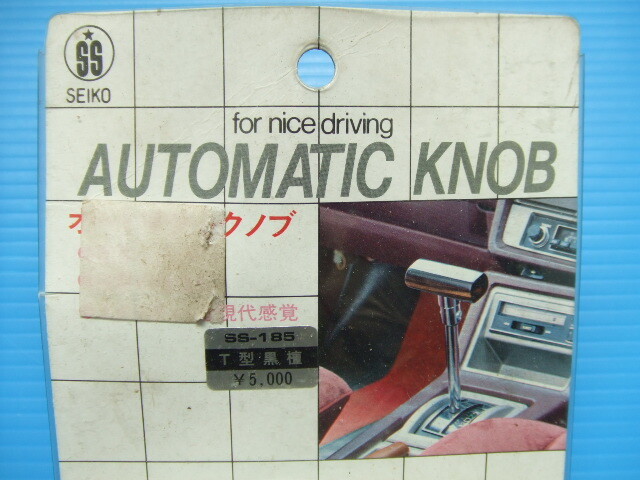 SS
SEIKO
for nice driving
AUTOMATIC KNOB
オ クノブ
現代感覚
SS-185
T型黒檀
¥5,000